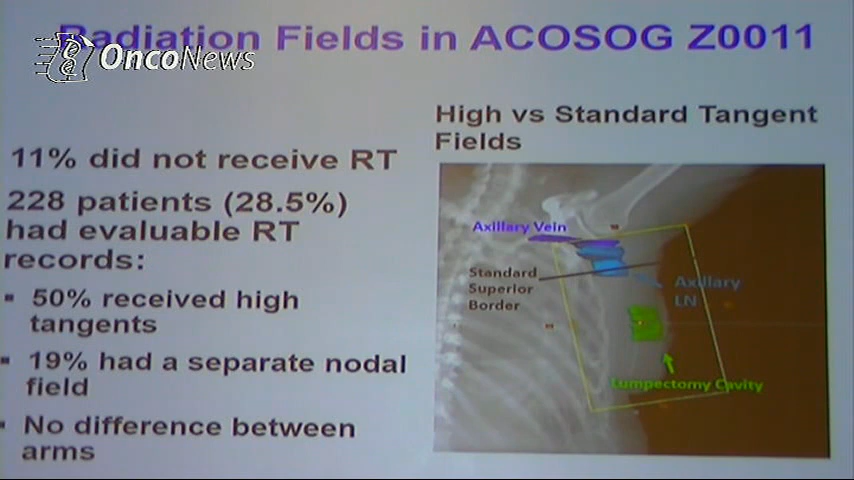 Radiation Fields in ACOSOG Z0011
OncoNews
High vs Standard Tangent
Fields
11% did not receive RT
228 patients (28.5%)
had evaluable RT
records:
▪ 50% received high
tangents
▪ 19% had a separate nodal
field
▪ No difference between
arms
Axillary Vein
Standard
Superior
Border
Axillary
LN
Lumpectomy Cavity